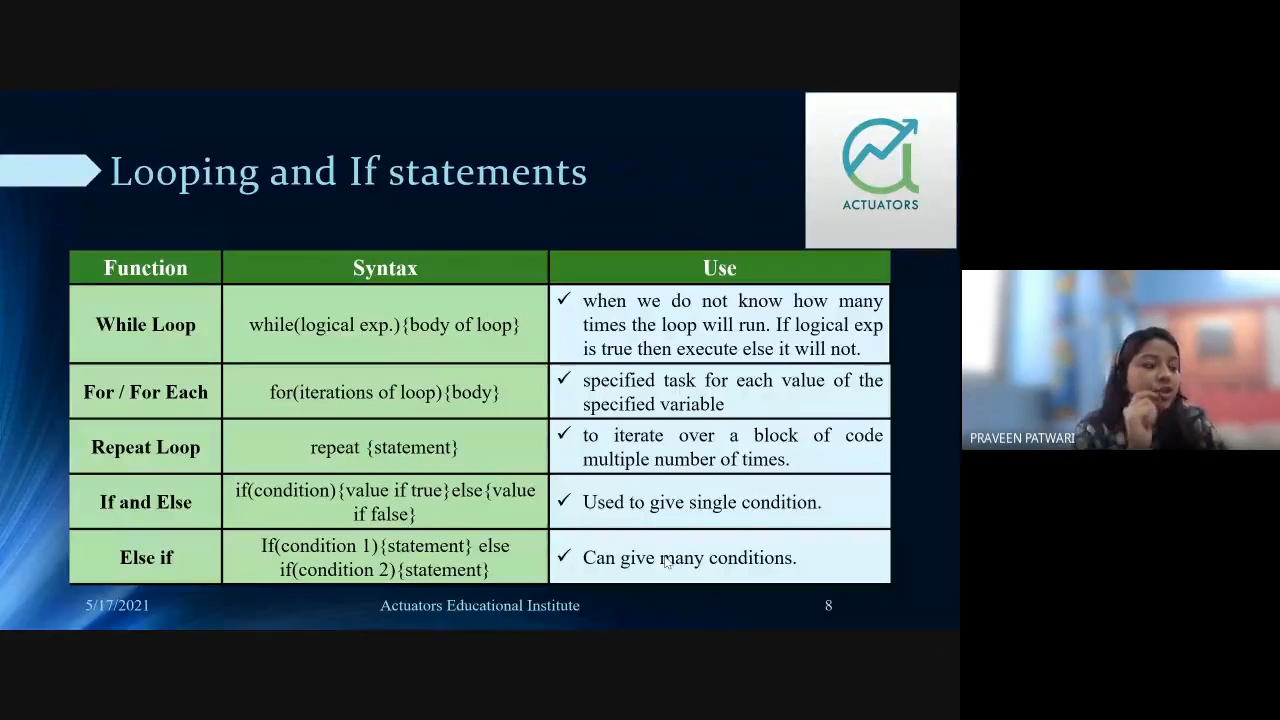 Looping and If statements
ACTUATORS
Function Syntax Use
While Loop
while(logical exp.){body of loop}
✓ when we do not know how many
times the loop will run. If logical exp
is true then execute else it will not.
For / For Each
for(iterations of loop){body}
✓ specified task for each value of the
specified variable
Repeat Loop
repeat {statement}
✓ to iterate over a block of code
multiple number of times.
If and Else
if(condition){value if true}else{value
if false}
✓ Used to give single condition.
Else if
If(condition 1){statement} else
if(condition 2){statement}
✓ Can give many conditions.
5/17/2021
Actuators Educational Institute
8
PRAVEEN PATWARI